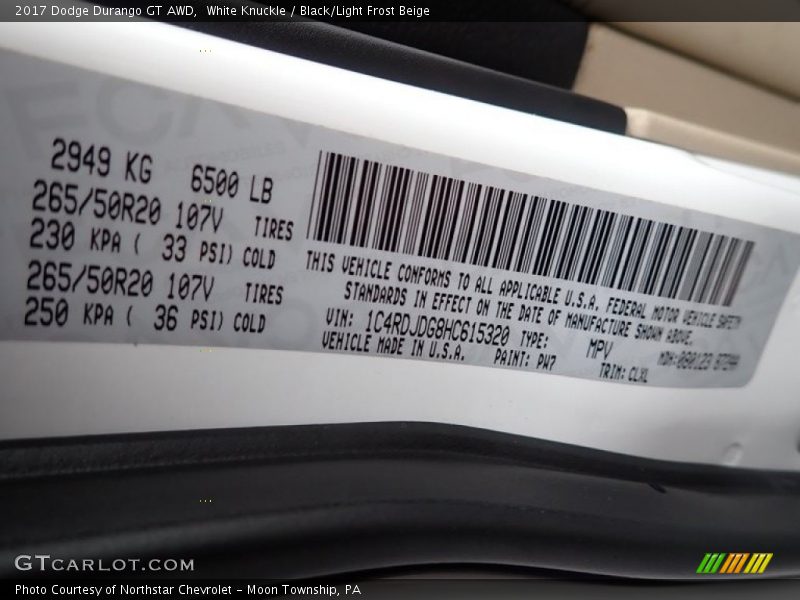 2017 Dodge Durango GT AWD, White Knuckle / Black/Light Frost Beige
2949 KG 6500 LB
265/50R20 107V TIRES
230 KPA ( 33 PSI) COLD
265/50R20 107V TIRES
250 KPA ( 36 PSI) COLD
THIS VEHICLE CONFORMS TO ALL APPLICABLE U.S.A. FEDERAL MOTOR VEHICLE SAFETY
STANDARDS IN EFFECT ON THE DATE OF MANUFACTURE SHOWN ABOVE.
VIN: 1C4RDJDG8HC615320 TYPE: MPV
VEHICLE MADE IN U.S.A. PAINT: PW7 TRIM: CLXL
GTCARLOT.COM
Photo Courtesy of Northstar Chevrolet - Moon Township, PA